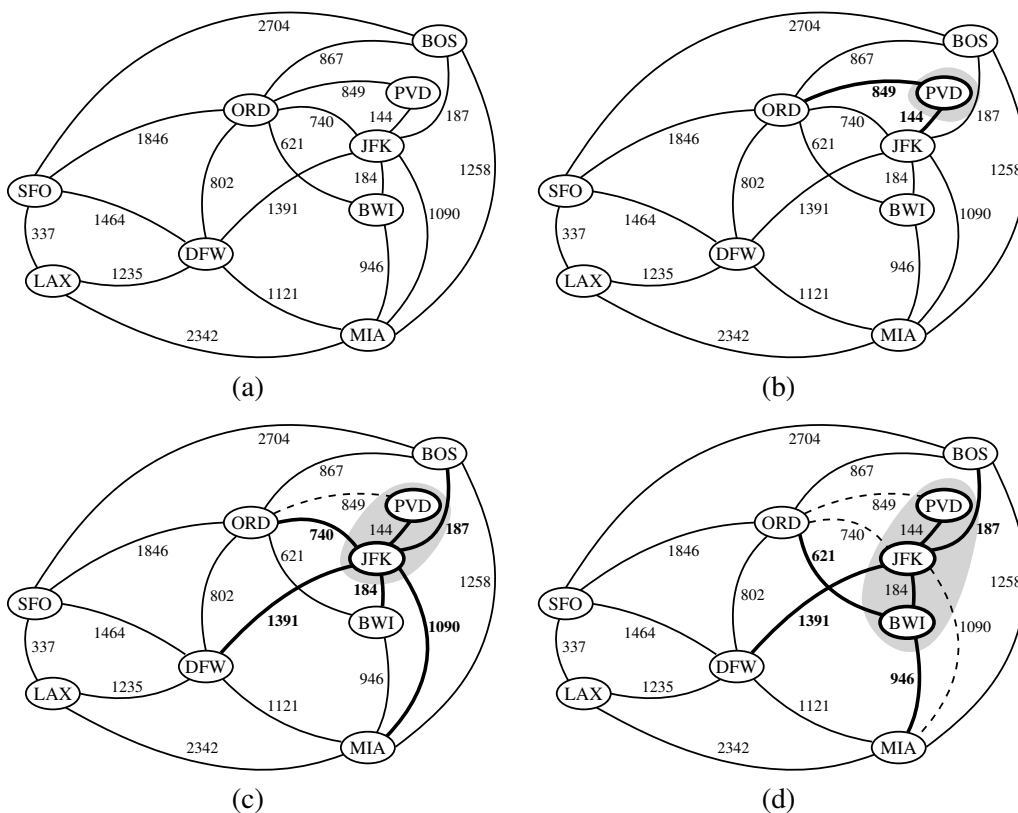 2704
BOS
867
PVD
849
ORD
144
187
740
JFK
1846
621
184
1258
SFO
802
BWI
1464
1391
1090
337
DFW
946
LAX
1235
1121
2342
MIA
(a)
2704
BOS
867
PVD
849
ORD
144
187
740
JFK
1846
621
184
1258
SFO
802
BWI
1464
1391
1090
337
DFW
946
LAX
1235
1121
2342
MIA
(b)
2704
BOS
867
PVD
849
ORD
144
187
740
JFK
1846
621
184
1258
SFO
802
BWI
1464
1391
1090
337
DFW
946
LAX
1235
1121
2342
MIA
(c)
2704
BOS
867
PVD
849
ORD
144
187
740
JFK
1846
621
184
1258
SFO
802
BWI
1464
1391
1090
337
DFW
946
LAX
1235
1121
2342
MIA
(d)